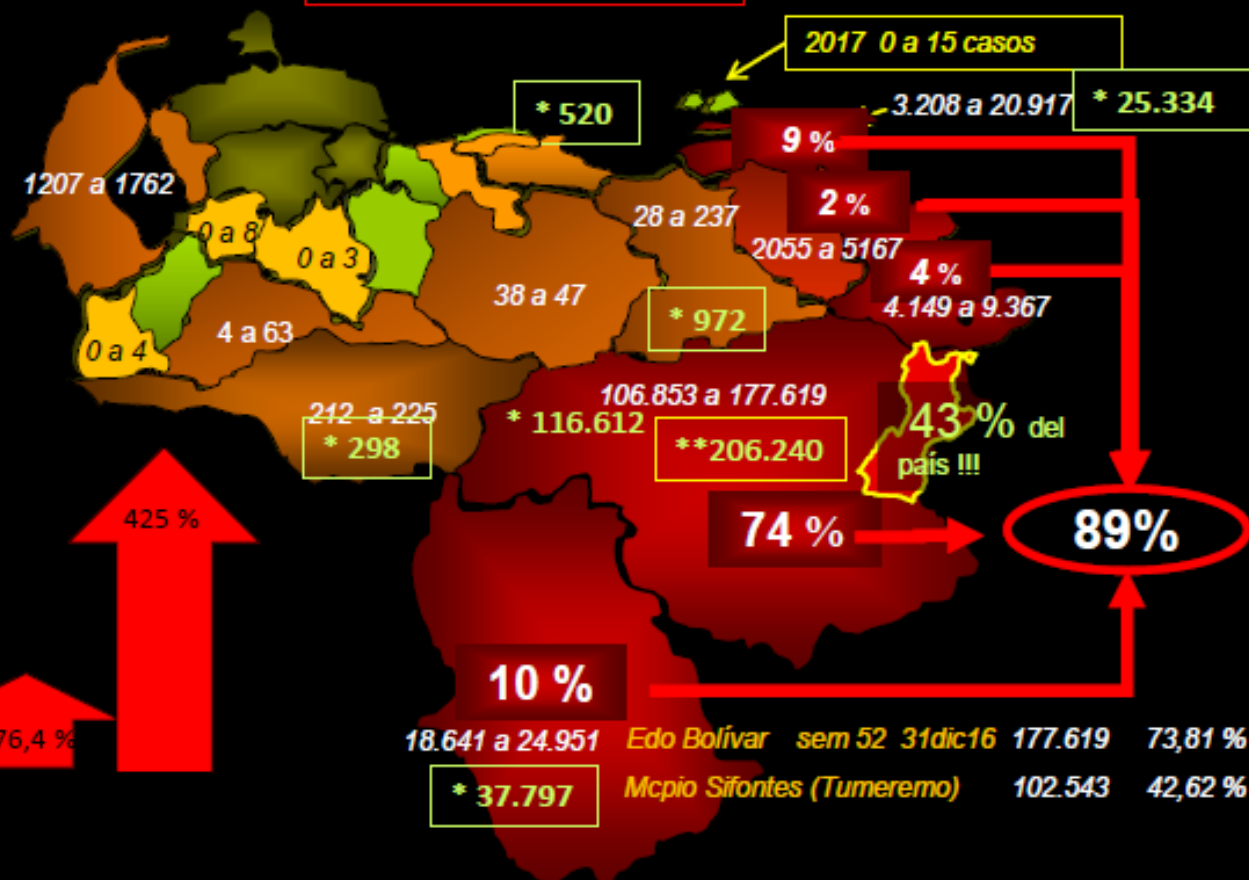 2017 0 a 15 casos
* 520
3.208 a 20.917
* 25.334
9 %
1207 a 1762
2 %
28 a 237
0 a 8
0 a 3
2055 a 5167
4 %
38 a 47
4.149 a 9.367
* 972
4 a 63
0 a 4
106.853 a 177.619
212 a 225
* 116.612
43 % del
país !!!
* 298
**206.240
425 %
74 %
89%
10 %
76,4 %
18.641 a 24.951
Edo Bolívar sem 52 31dic16 177.619 73,81 %
* 37.797
Mcpio Sifontes (Tumeremo) 102.543 42,62 %